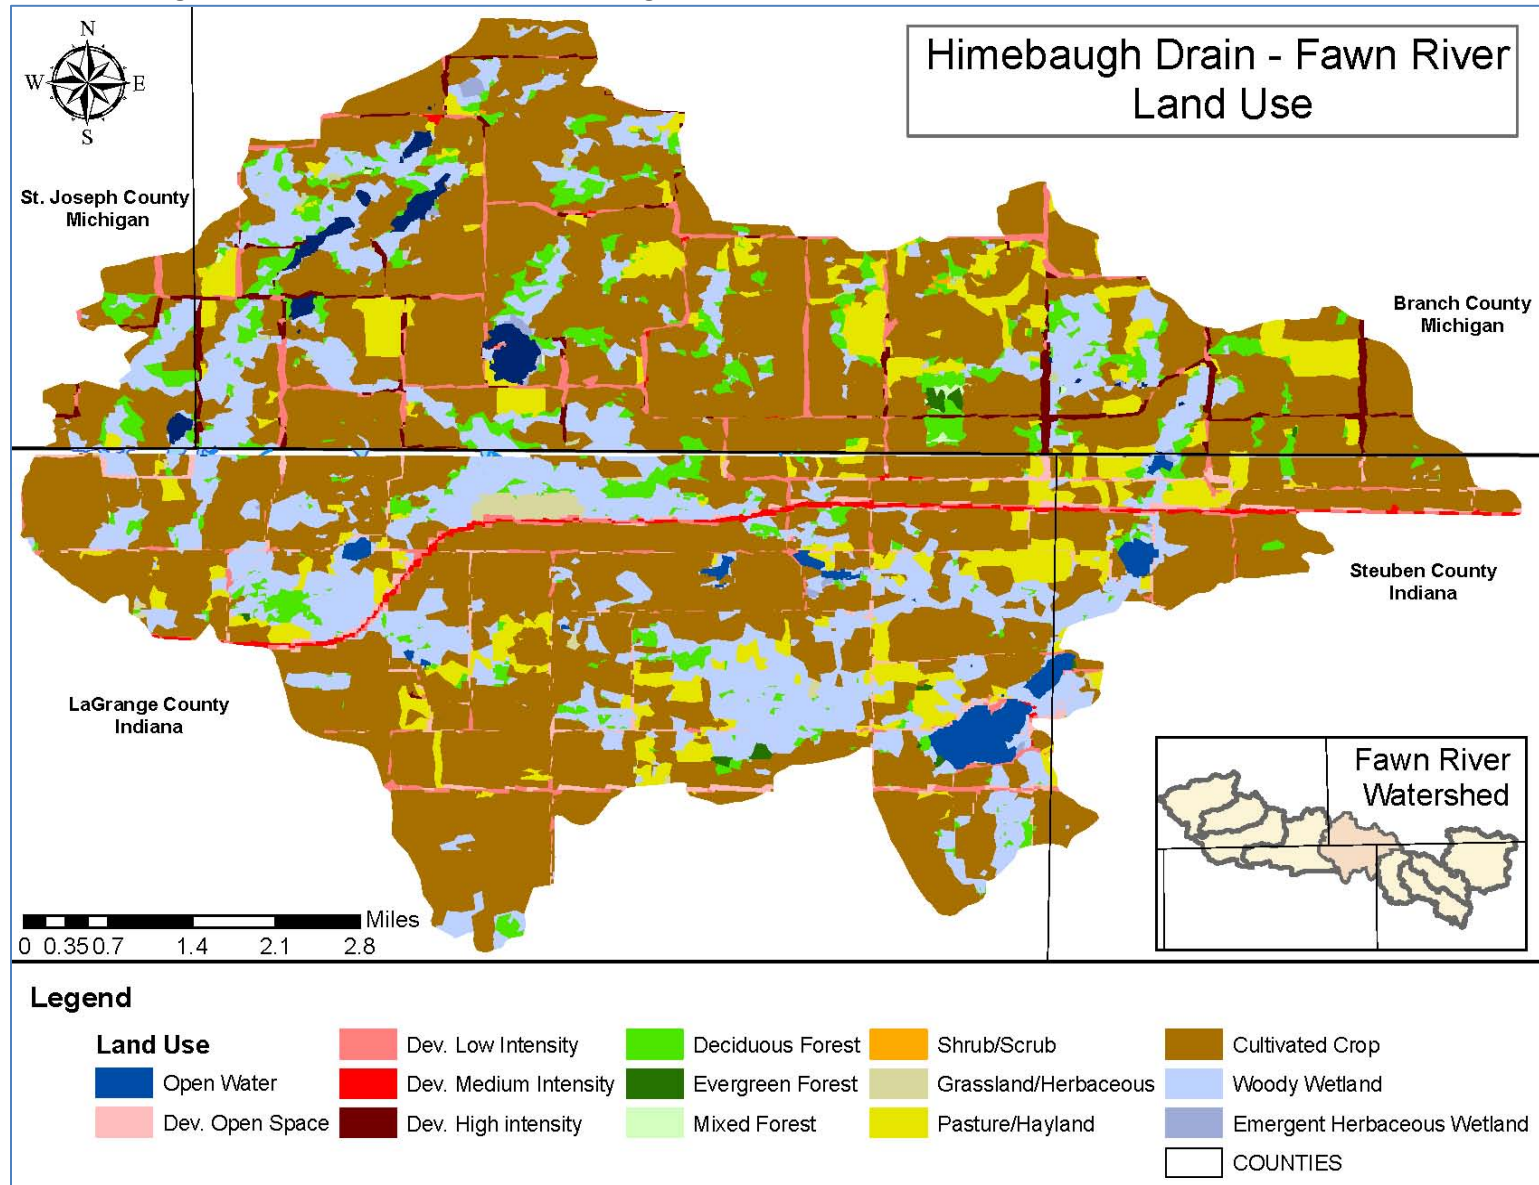 Himebaugh Drain - Fawn River
Land Use
N
W
E
S
St. Joseph County
Michigan
Branch County
Michigan
Steuben County
Indiana
LaGrange County
Indiana
Fawn River
Watershed
Miles
0 0.35 0.7 1.4 2.1 2.8
Legend
Land Use
Open Water
Dev. Open Space
Dev. Low Intensity
Dev. Medium Intensity
Dev. High intensity
Deciduous Forest
Evergreen Forest
Mixed Forest
Shrub/Scrub
Grassland/Herbaceous
Pasture/Hayland
Cultivated Crop
Woody Wetland
Emergent Herbaceous Wetland
COUNTIES